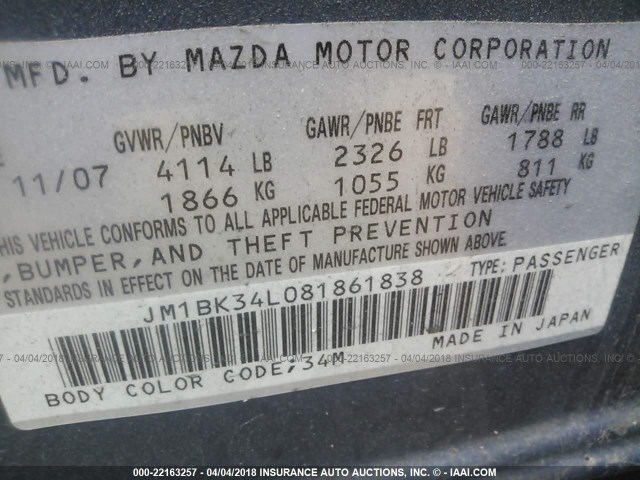 MFD. BY MAZDA MOTOR CORPORATION
GVWR/PNBV GAWR/PNBE FRT GAWR/PNBE RR
11/07 4114 LB 2326 LB 1788 LB
1866 KG 1055 KG 811 KG
THIS VEHICLE CONFORMS TO ALL APPLICABLE FEDERAL MOTOR VEHICLE SAFETY
,BUMPER,AND THEFT PREVENTION
STANDARDS IN EFFECT ON THE DATE OF MANUFACTURE SHOWN ABOVE.
JM1BK34L081861838 TYPE: PASSENGER
MADE IN JAPAN
BODY COLOR CODE;34M
000-22163257 - 04/04/2018 INSURANCE AUTO AUCTIONS, INC. - © IAAI.COM